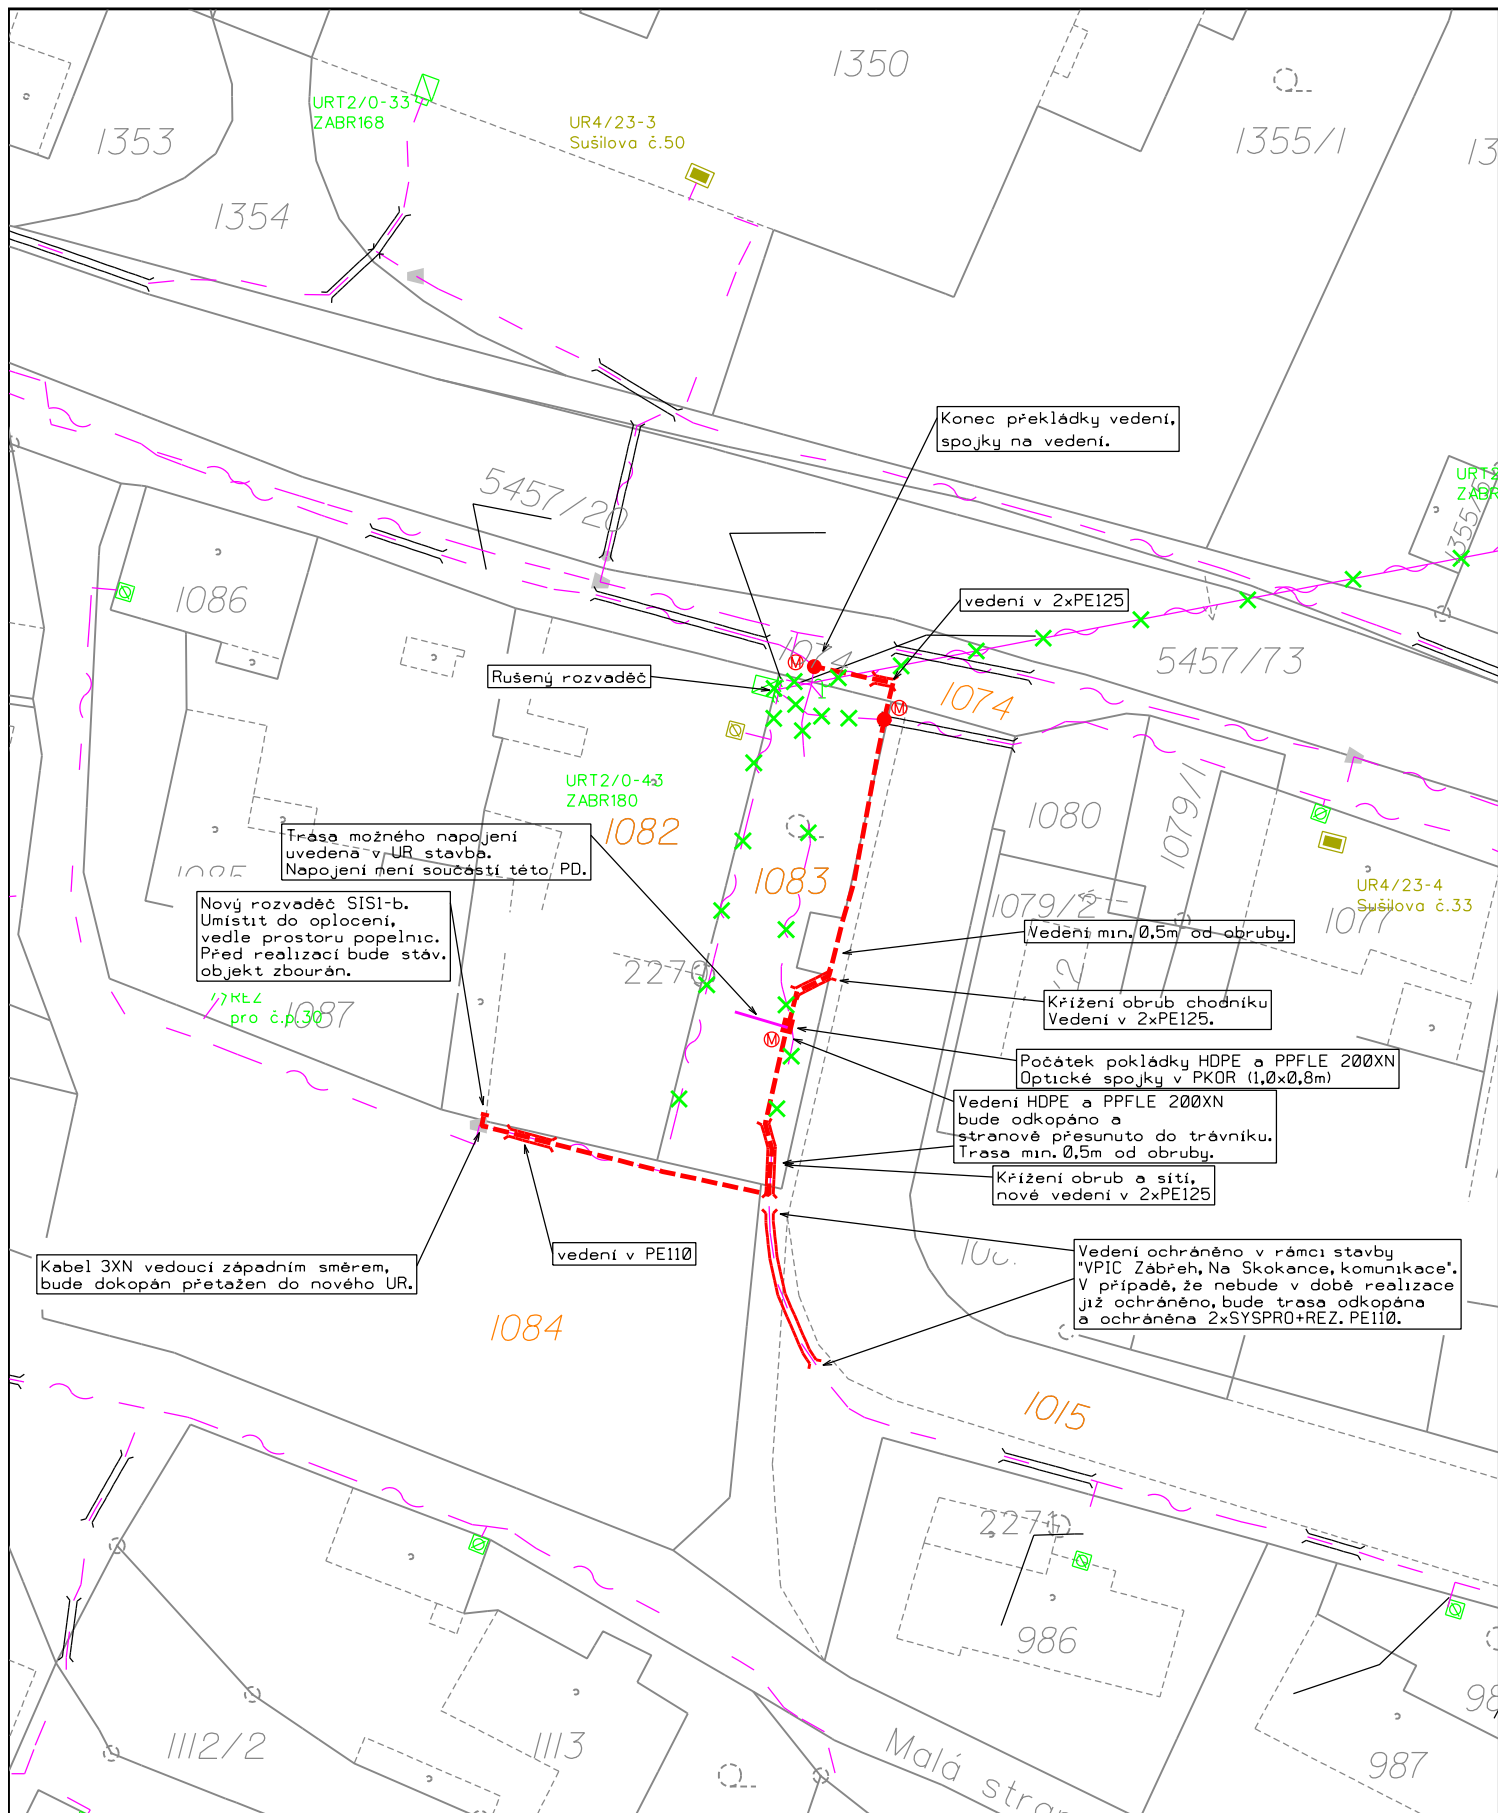 1350
URT2/0-33
ZABR168
UR4/23-3
Sušilova č.50
1353
1355/1
1354
Konec překládky vedení,
spojky na vedení.
5457/20
1086
vedení v 2xPE125
1074
5457/73
Rušený rozvaděč
1074
URT2/0-43
ZABR180
1082
1080
1079/1
Trasa možného napojení
uvedena v UR stavba.
Napojení není součástí této PD.
1083
UR4/23-4
Sušilova č.33
1077
1079/2
Nový rozvaděč SIS1-b.
Umístit do oplocení,
vedle prostoru popelnic.
Před realizací bude stáv.
objekt zbourán.
Vedení min. 0,5m od obruby.
2270
REZ
pro č.p.30
1087
Křížení obrub chodníku
Vedení v 2xPE125.
Počátek pokládky HDPE a PPFLE 200XN
Optické spojky v PKOR (1,0x0,8m)
Vedení HDPE a PPFLE 200XN
bude odkopáno a
stranově přesunuto do trávníku.
Trasa min. 0,5m od obruby.
Křížení obrub a sítí,
nové vedení v 2xPE125
vedení v PE110
Kabel 3XN vedoucí západním směrem,
bude dokopán přetažen do nového UR.
Vedení ochráněno v rámci stavby
"VPIC Zábřeh, Na Skokance, komunikace".
V případě, že nebude v době realizace
již ochráněno, bude trasa odkopána
a ochráněna 2xSYSPRO+REZ. PE110.
1084
1015
2271
986
1112/2
1113
Malá stran
987